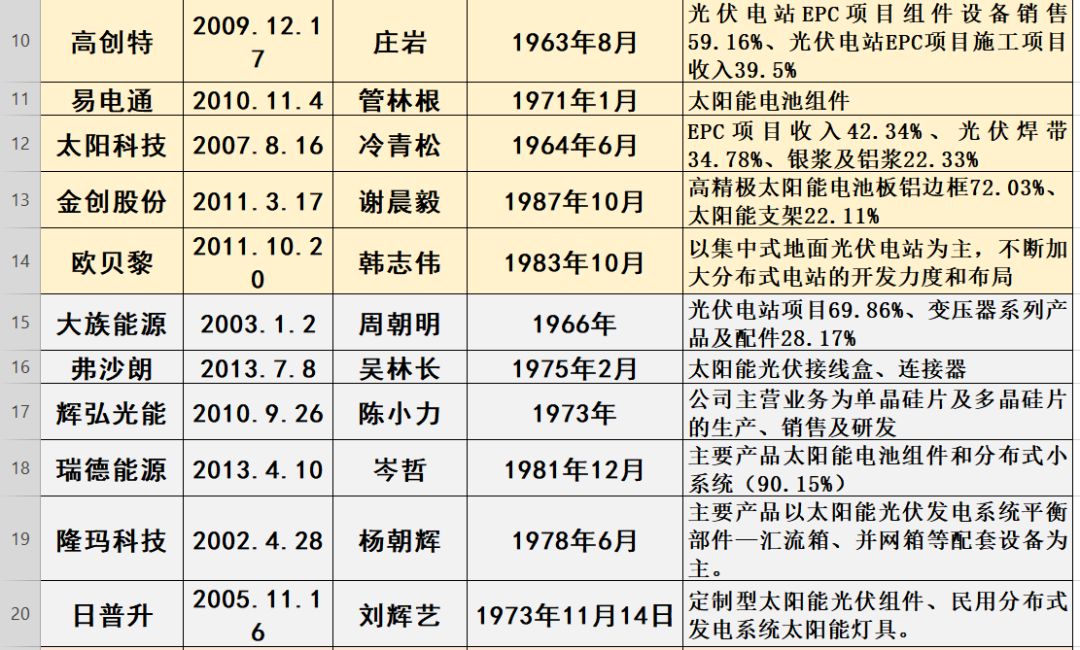 10 高创特 2009.12.1 庄岩 1963年8月 光伏电站EPC项目组件设备销售
7 59.16%、光伏电站EPC项目施工项目
收入39.5%
11 易电通 2010.11.4 管林根 1971年1月 太阳能电池组件
12 太阳科技 2007.8.16 冷青松 1964年6月 EPC项目收入42.34%、光伏焊带
34.78%、银浆及铝浆22.33%
13 金创股份 2011.3.17 谢晨毅 1987年10月 高精极太阳能电池板铝边框72.03%、
太阳能支架22.11%
14 欧贝黎 2011.10.2 韩志伟 1983年10月 以集中式地面光伏电站为主，不断加
0 大分布式电站的开发力度和布局
15 大族能源 2003.1.2 周朝明 1966年 光伏电站项目69.86%、变压器系列产
品及配件28.17%
16 弗沙朗 2013.7.8 吴林长 1975年2月 太阳能光伏接线盒、连接器
17 辉弘光能 2010.9.26 陈小力 1973年 公司主营业务为单晶硅片及多晶硅片
的生产、销售及研发
18 瑞德能源 2013.4.10 岑哲 1981年12月 主要产品太阳能电池组件和分布式小
系统（90.15%）
19 隆玛科技 2002.4.28 杨朝辉 1978年6月 主要产品以太阳能光伏发电系统平衡
部件—汇流箱、并网箱等配套设备为
主。
20 日普升 2005.11.1 刘辉艺 1973年11月14日 定制型太阳能光伏组件、民用分布式
6 发电系统太阳能灯具。